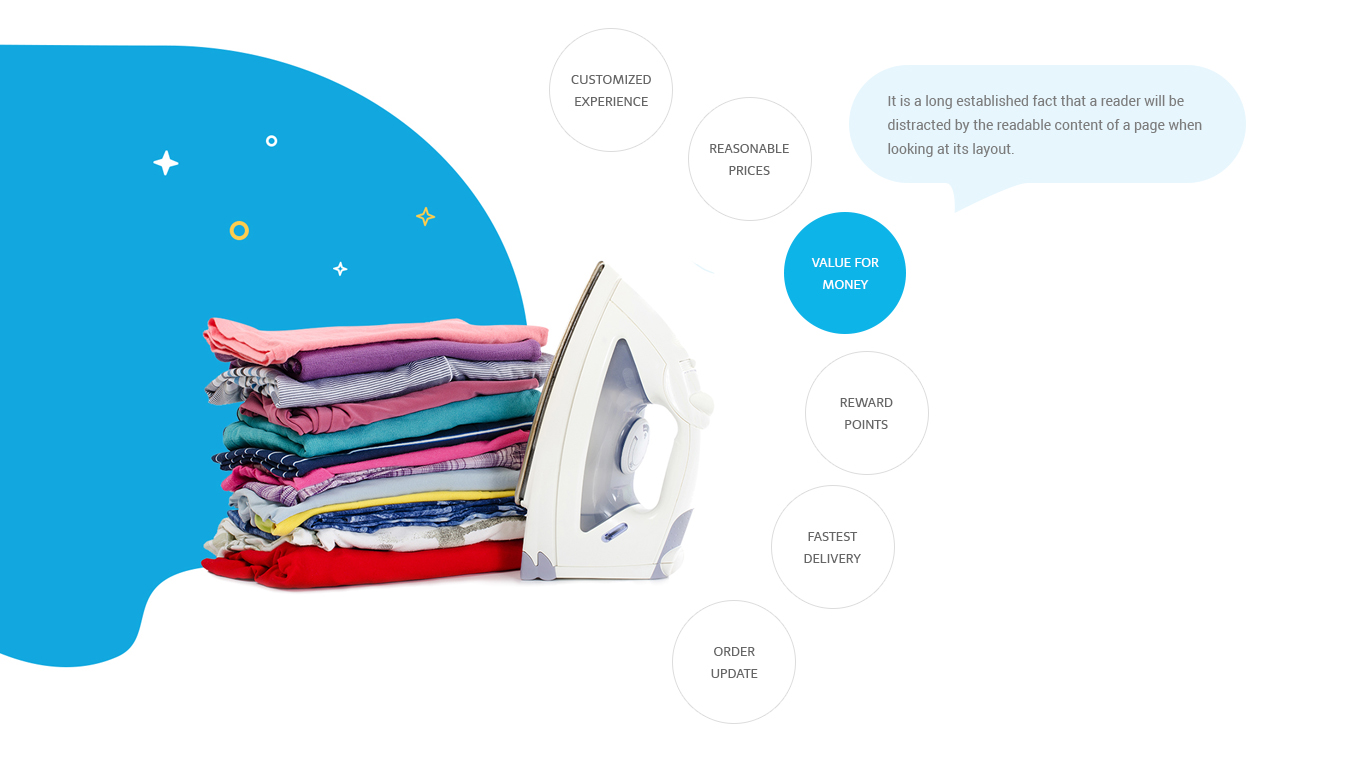 CUSTOMIZED
EXPERIENCE
REASONABLE
PRICES
It is a long established fact that a reader will be
distracted by the readable content of a page when
looking at its layout.
VALUE FOR
MONEY
REWARD
POINTS
FASTEST
DELIVERY
ORDER
UPDATE